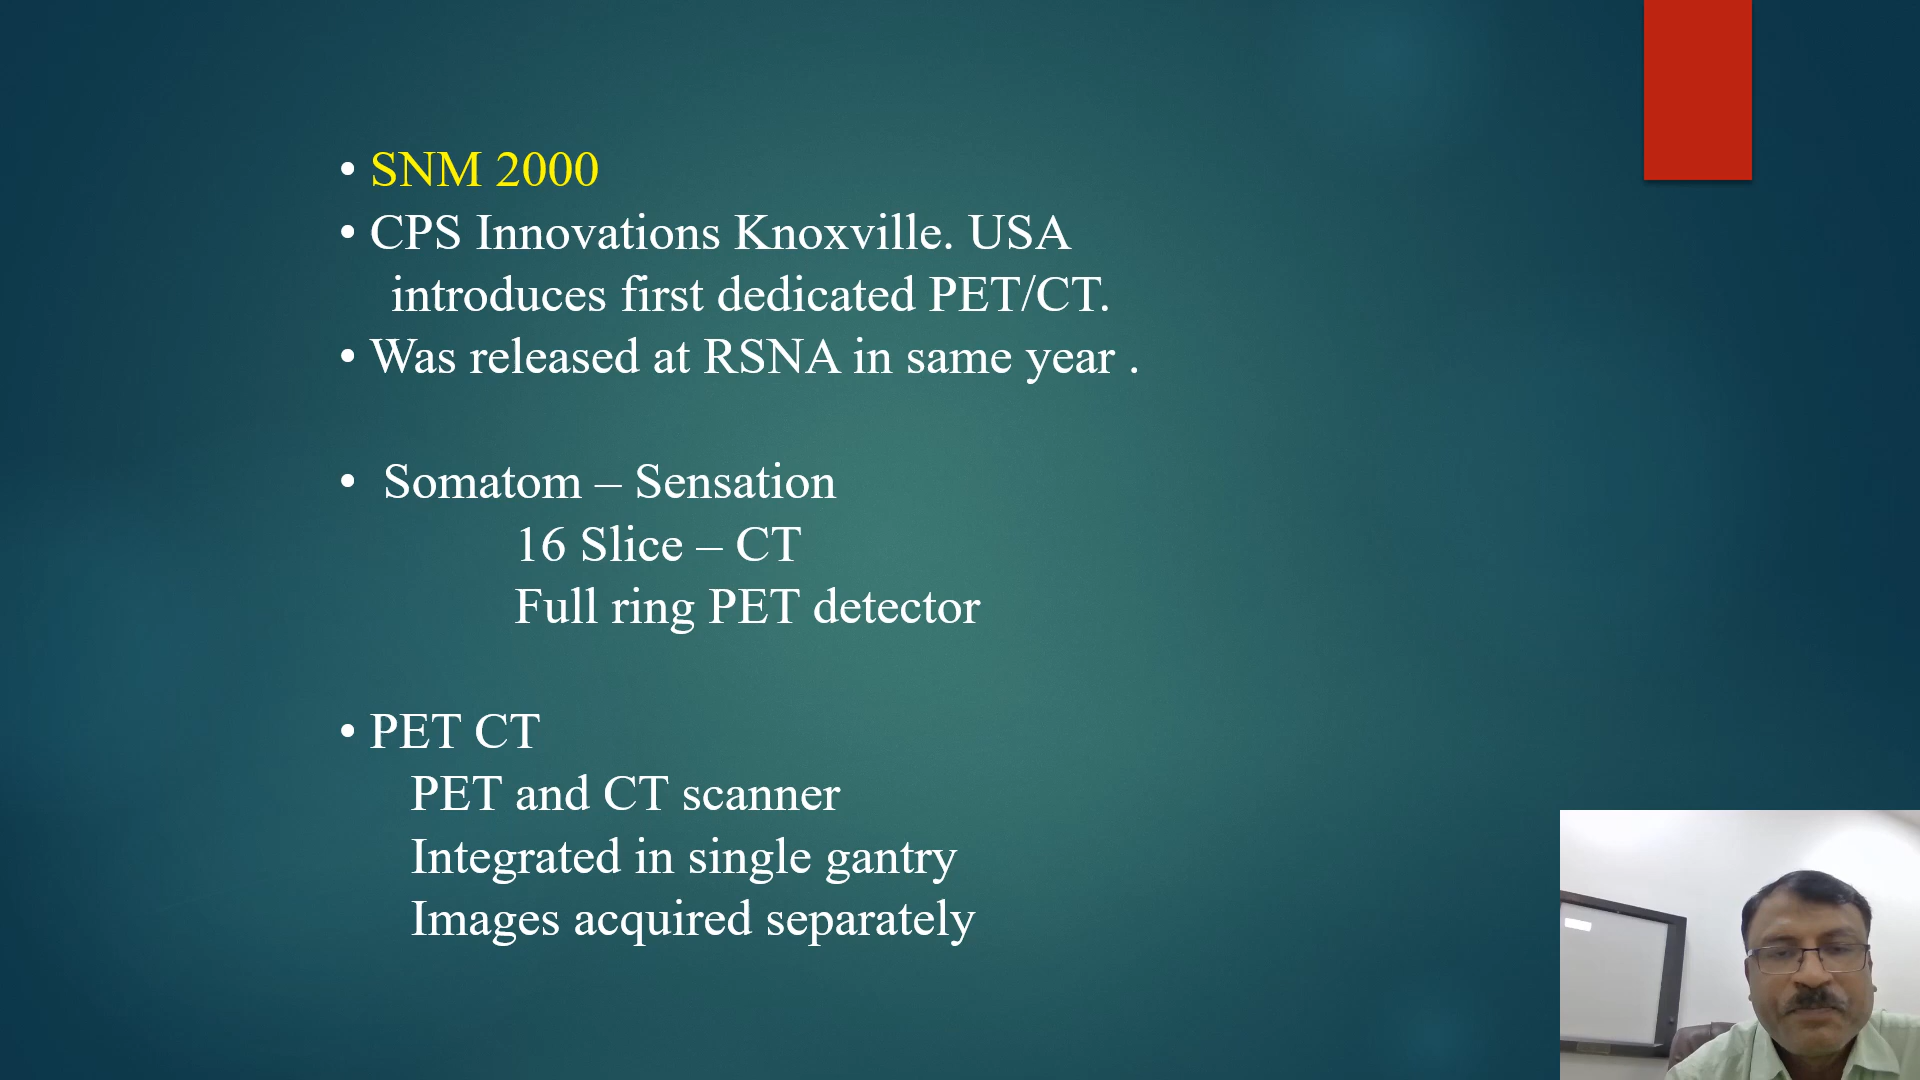 • SNM 2000
• CPS Innovations Knoxville. USA
introduces first dedicated PET/CT.
• Was released at RSNA in same year .
• Somatom – Sensation
16 Slice – CT
Full ring PET detector
• PET CT
PET and CT scanner
Integrated in single gantry
Images acquired separately